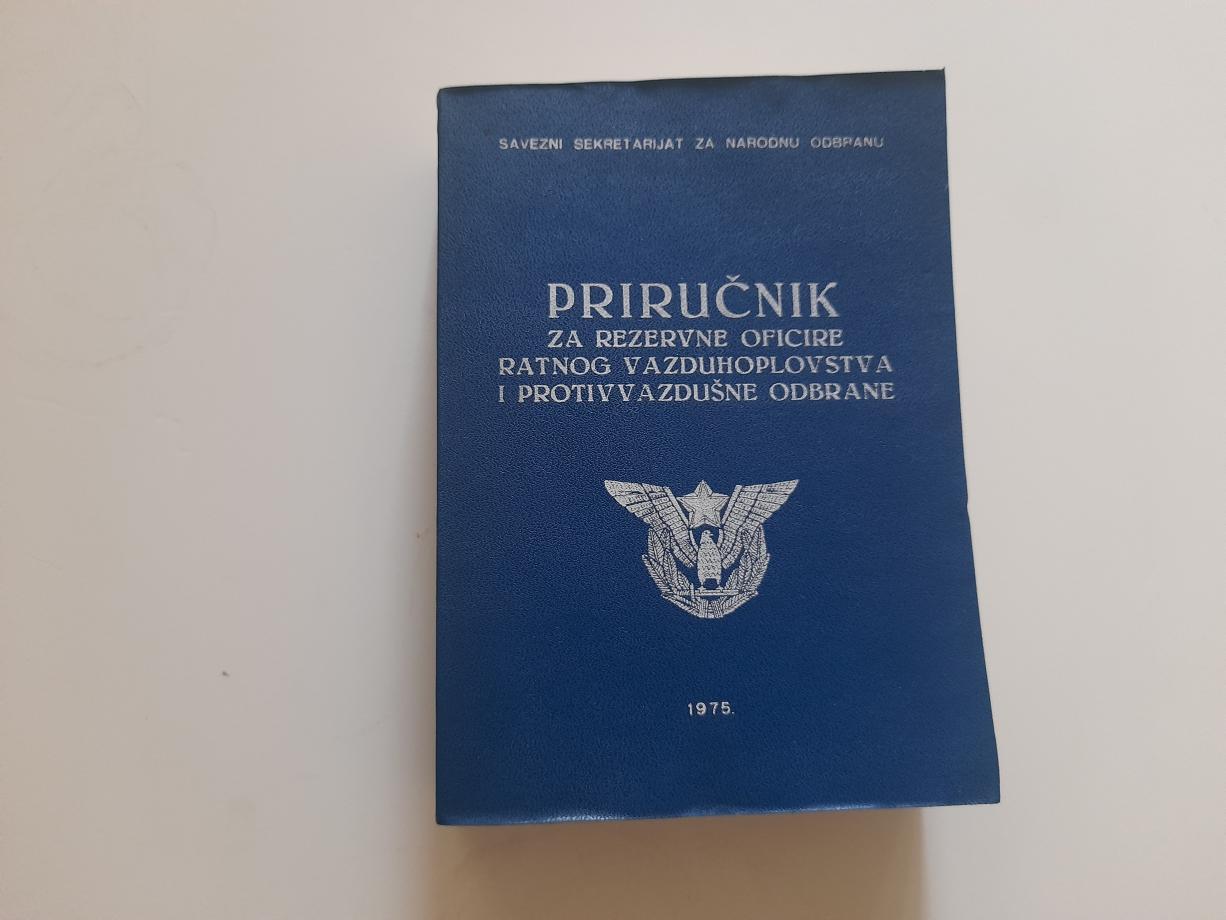 SAVEZNI SEKRETARIJAT ZA NARODNU ODBRANU
PRIRUČNIK
ZA REZERVNE OFICIRE
RATNOG VAZDUHOPLOVSTVA
I PROTIVVAZDUŠNE ODBRANE
1975.